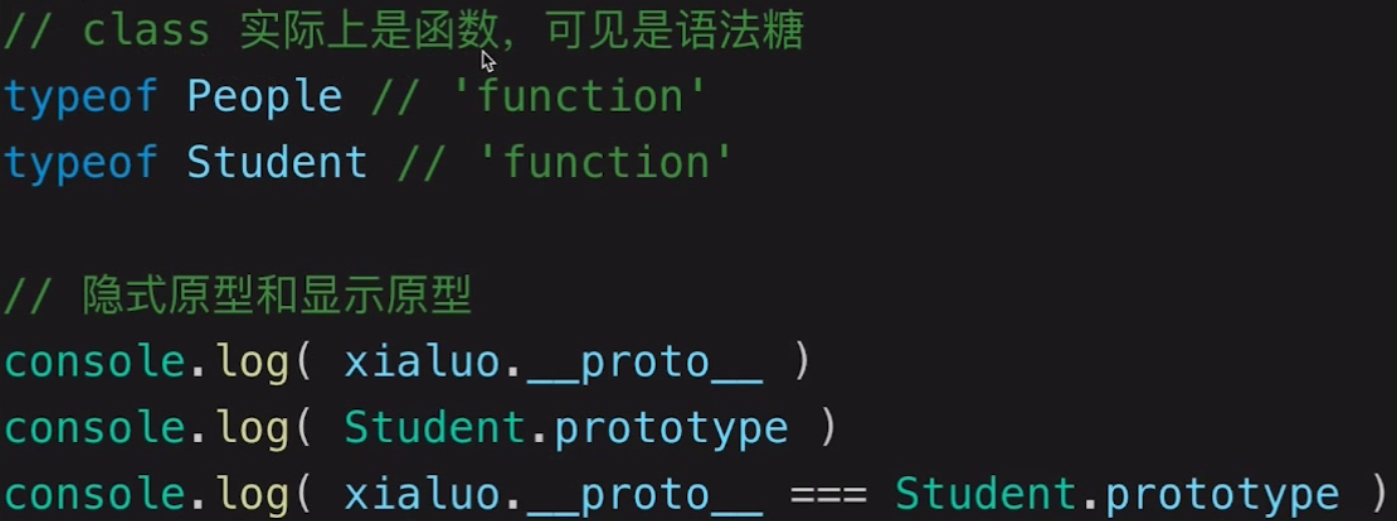 // class 实际上是函数，可见是语法糖
typeof People // 'function'
typeof Student // 'function'
// 隐式原型和显示原型
console.log( xialuo.__proto__ )
console.log( Student.prototype )
console.log( xialuo.__proto__ === Student.prototype )